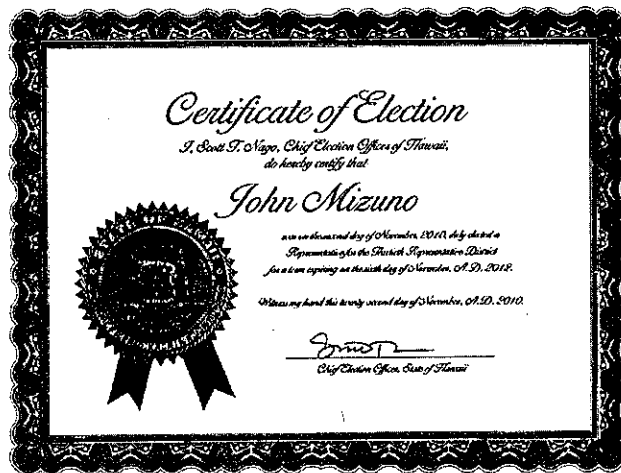 Certificate of Election
I, Scott T. Nago, Chief Election Officer of Hawaii,
do hereby certify that
John Mizuno
was on the second day of November, 2010, duly elected a
Representative for the Thirtieth Representative District
for a term expiring on the sixth day of November, A.D. 2012.
Witness my hand this twenty second day of November, A.D. 2010.
Chief Election Officer, State of Hawaii